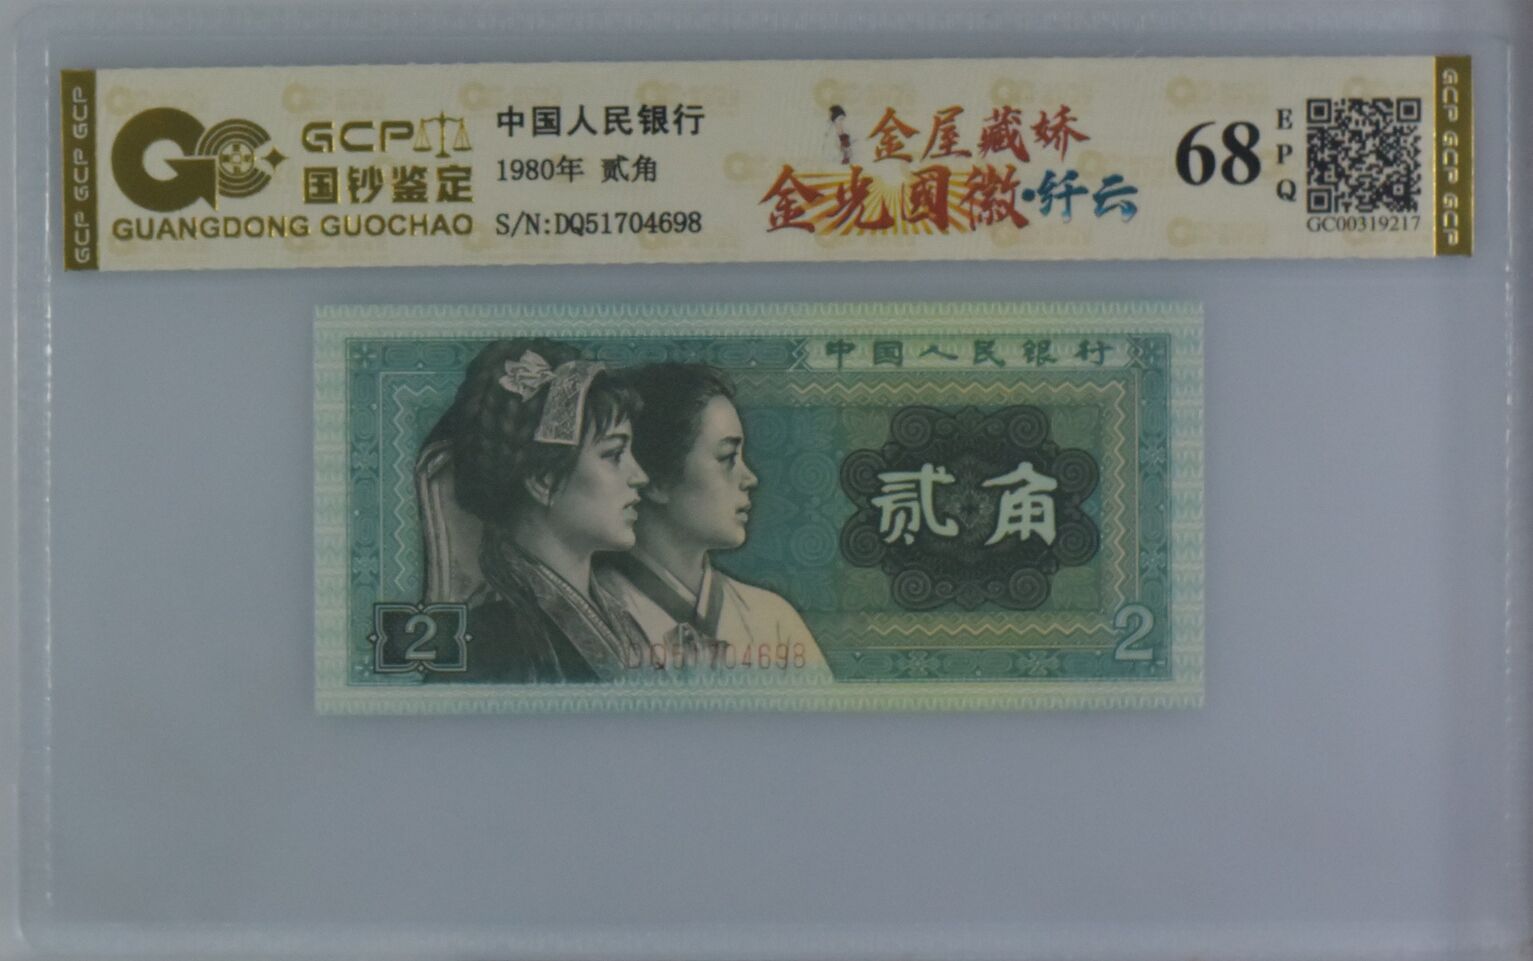 GCP GCP GCP
GCP
国钞鉴定
GUANGDONG GUOCHAO
中国人民银行
1980年 贰角
S/N:DQ51704698
金屋藏娇
金光國徽·纤云
68
EPQ
GC00319217
GCP GCP GCP
中国人民银行
贰角
2
2
DQ51704698